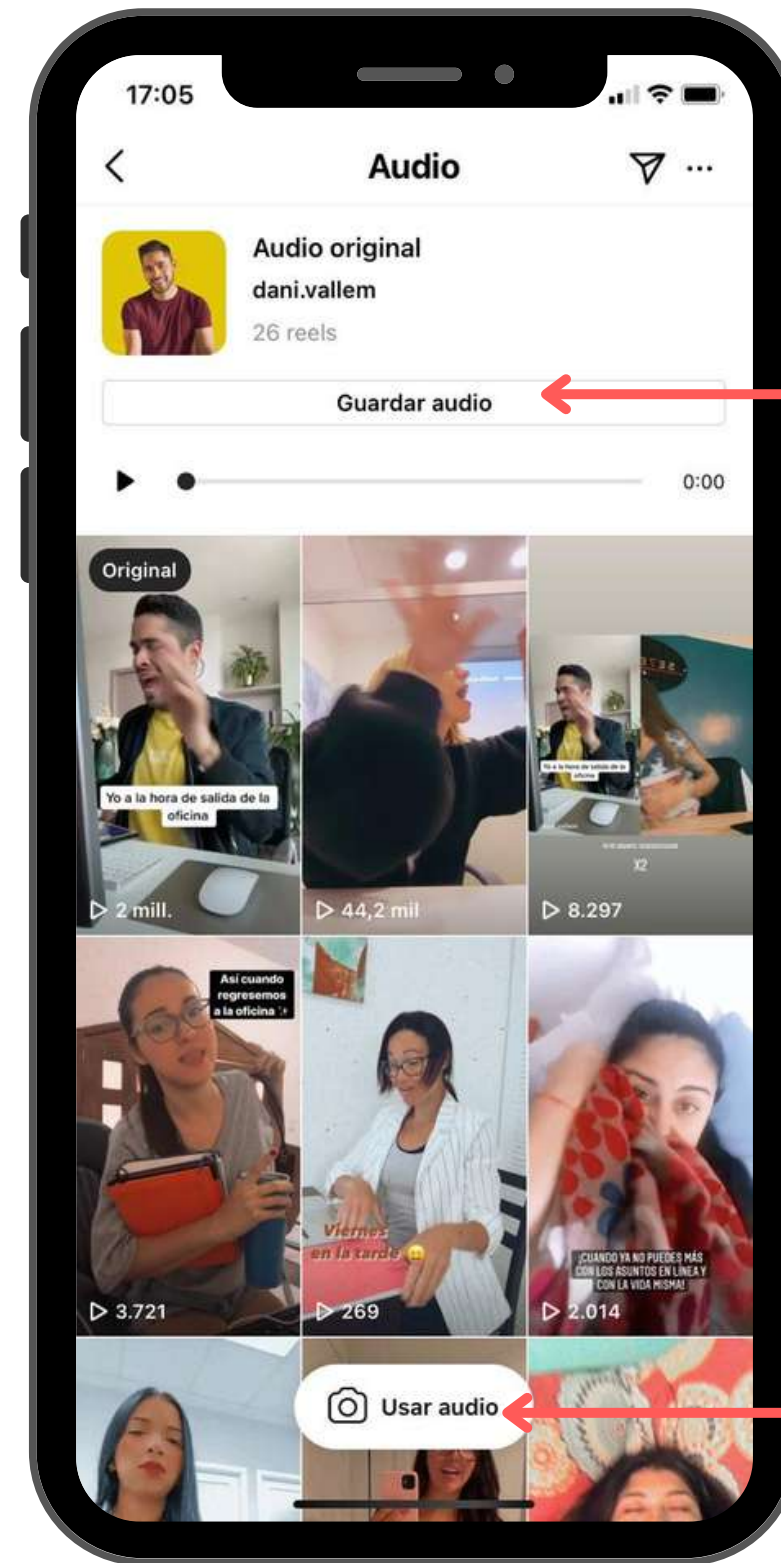 17:05
Audio
Audio original
dani.vallem
26 reels
Guardar audio
0:00
Original
Yo a la hora de salida de la
oficina
2 mill.
44,2 mil
Yo a la hora de salida de la
oficina
X2
8.297
Así cuando
regresemos
a la oficina
3.721
Viernes
en la tarde
269
¡CUANDO YA NO PUEDES MÁS
CON LOS ASUNTOS EN LÍNEA Y
CON LA VIDA MISMA!
2.014
Usar audio